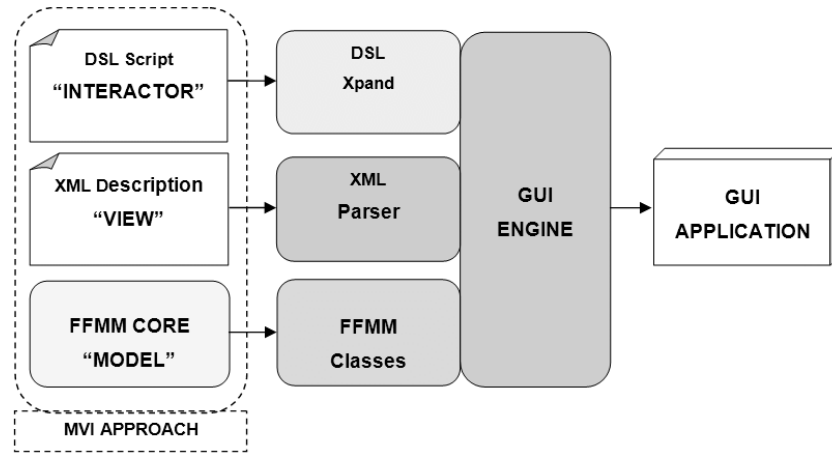 DSL Script
“INTERACTOR”
DSL
Xpand
XML Description
“VIEW”
XML
Parser
GUI
ENGINE
GUI
APPLICATION
FFMM CORE
“MODEL”
FFMM
Classes
MVI APPROACH